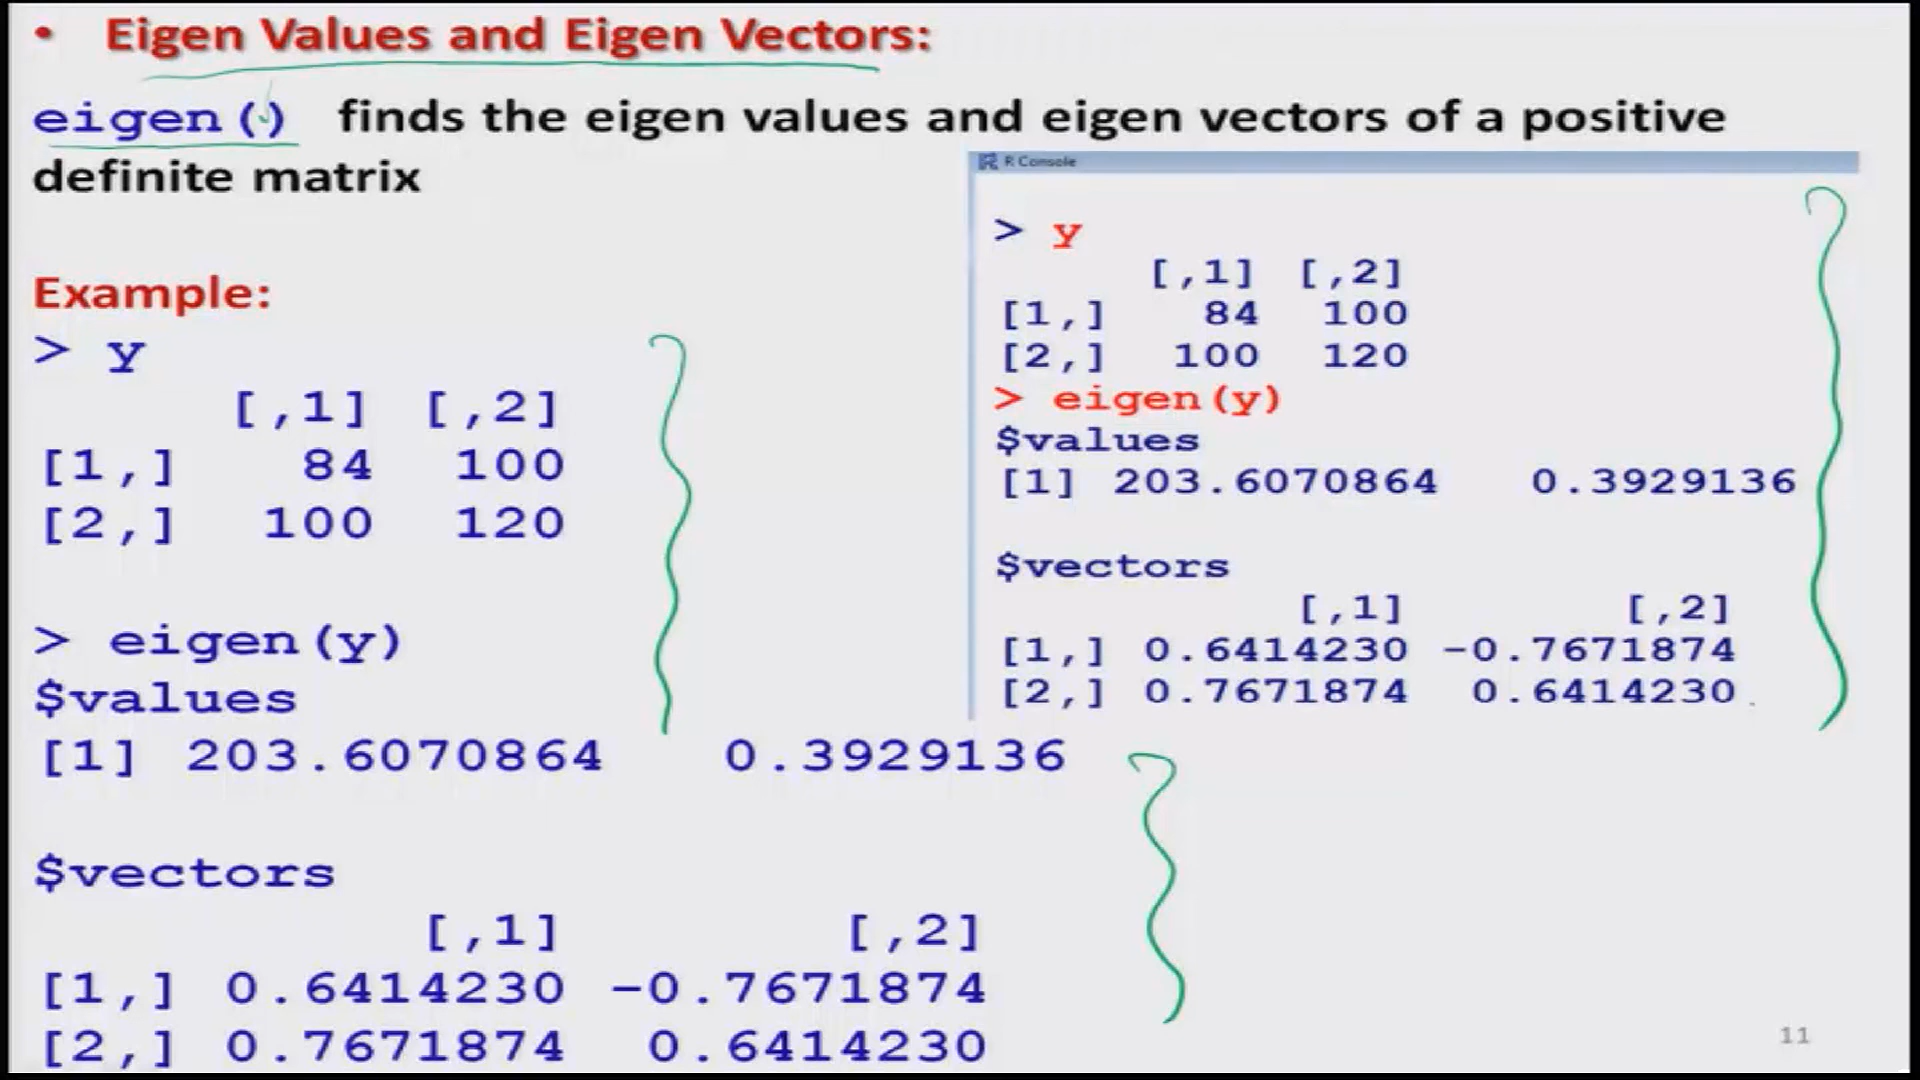 • Eigen Values and Eigen Vectors:
eigen() finds the eigen values and eigen vectors of a positive
definite matrix
Example:
> y
[,1] [,2]
[1,] 84 100
[2,] 100 120
> eigen(y)
$values
[1] 203.6070864 0.3929136
$vectors
[,1] [,2]
[1,] 0.6414230 -0.7671874
[2,] 0.7671874 0.6414230
R Console
> y
[,1] [,2]
[1,] 84 100
[2,] 100 120
> eigen(y)
$values
[1] 203.6070864 0.3929136
$vectors
[,1] [,2]
[1,] 0.6414230 -0.7671874
[2,] 0.7671874 0.6414230
11